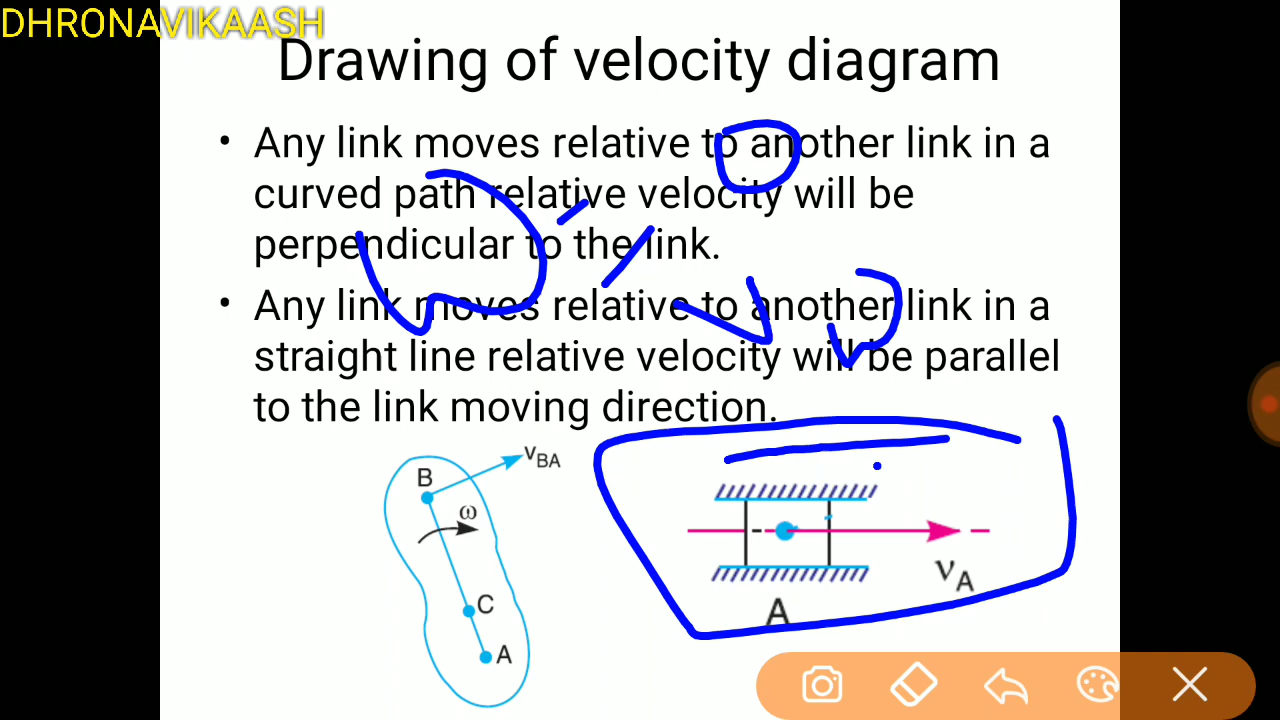 DHRONAVIKAASH
Drawing of velocity diagram
• Any link moves relative to another link in a
curved path relative velocity will be
perpendicular to the link.
• Any link moves relative to another link in a
straight line relative velocity will be parallel
to the link moving direction.
B
vBA
ω
C
A
νA
A